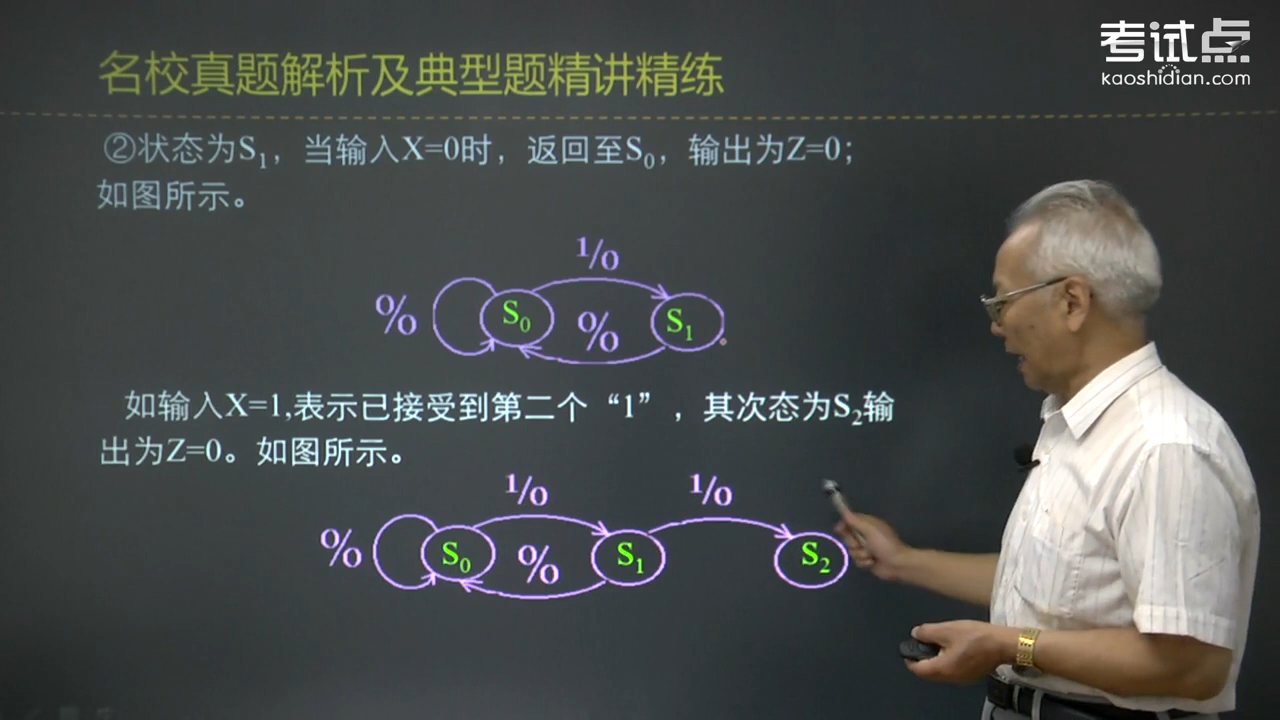 考试点
kaoshidian.com
名校真题解析及典型题精讲精练
②状态为S₁，当输入X=0时，返回至S₀，输出为Z=0；
如图所示。
1/0
0/0 S₀ 0/0 S₁
如输入X=1,表示已接受到第二个“1”，其次态为S₂输
出为Z=0。如图所示。
1/0 1/0
0/0 S₀ 0/0 S₁ S₂